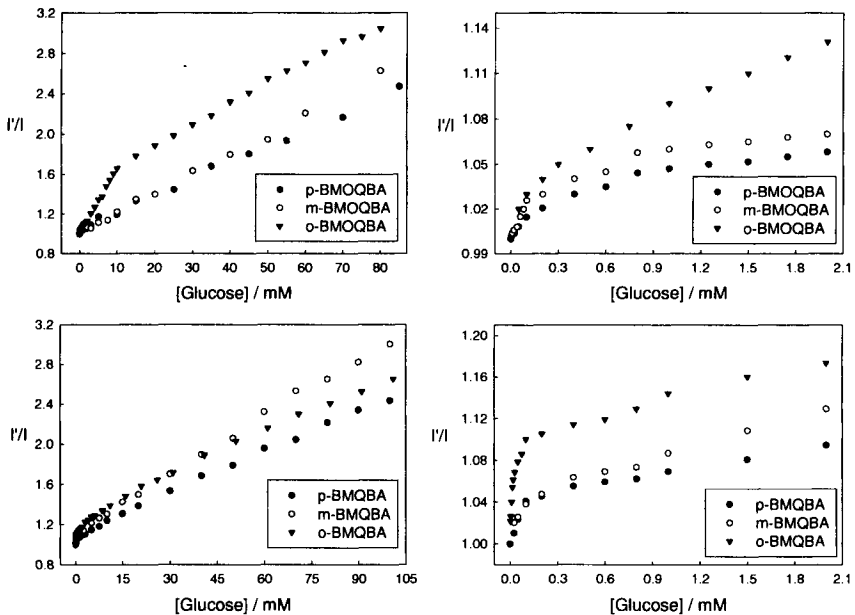 3.2
2.8
2.4
2.0
1.6
1.2
0.8
I'/I
0 10 20 30 40 50 60 70 80
[Glucose] / mM
p-BMOQBA
m-BMOQBA
o-BMOQBA
1.14
1.11
1.08
1.05
1.02
0.99
I'/I
0.0 0.3 0.6 0.9 1.2 1.5 1.8 2.1
[Glucose] / mM
p-BMOQBA
m-BMOQBA
o-BMOQBA
3.2
2.8
2.4
2.0
1.6
1.2
0.8
I'/I
0 15 30 45 60 75 90 105
[Glucose] / mM
p-BMQBA
m-BMQBA
o-BMQBA
1.20
1.16
1.12
1.08
1.04
1.00
I'/I
0.0 0.3 0.6 0.9 1.2 1.5 1.8 2.1
[Glucose] / mM
p-BMQBA
m-BMQBA
o-BMQBA